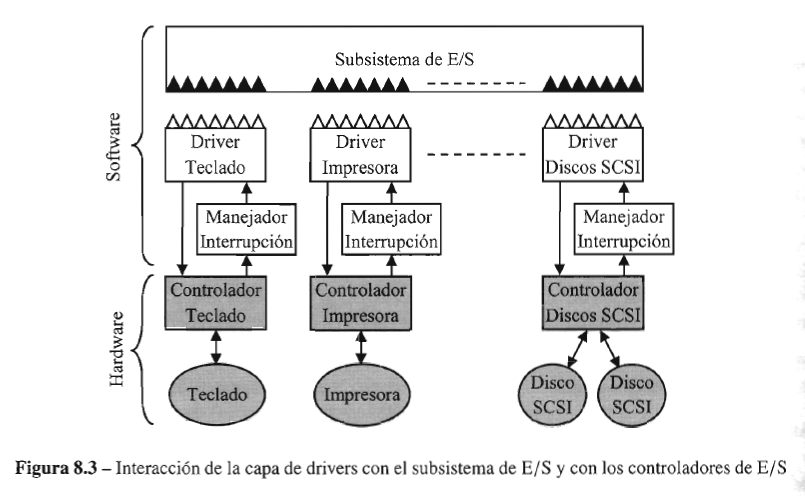 Subsistema de E/S
Software
Driver
Teclado
Driver
Impresora
Driver
Discos SCSI
Manejador
Interrupción
Manejador
Interrupción
Manejador
Interrupción
Hardware
Controlador
Teclado
Controlador
Impresora
Controlador
Discos SCSI
Teclado
Impresora
Disco
SCSI
Disco
SCSI
Figura 8.3 – Interacción de la capa de drivers con el subsistema de E/S y con los controladores de E/S